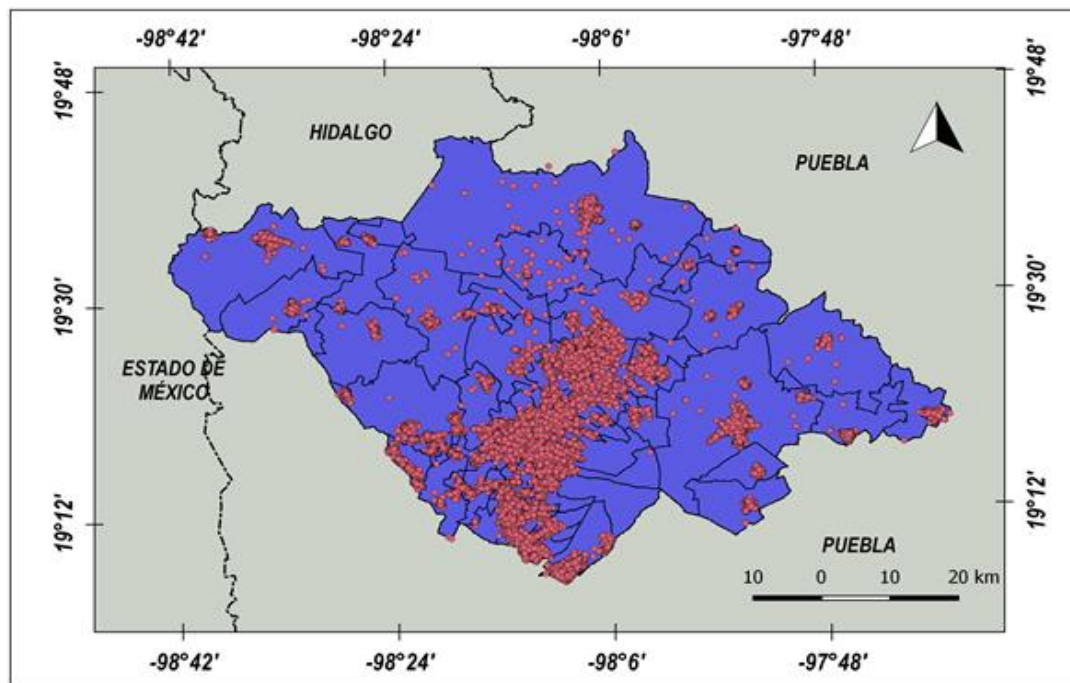 -98°42' -98°24' -98°6' -97°48'
19°48' 19°48'
HIDALGO
PUEBLA
19°30' 19°30'
ESTADO DE
MÉXICO
19°12' 19°12'
PUEBLA
10 0 10 20 km
-98°42' -98°24' -98°6' -97°48'